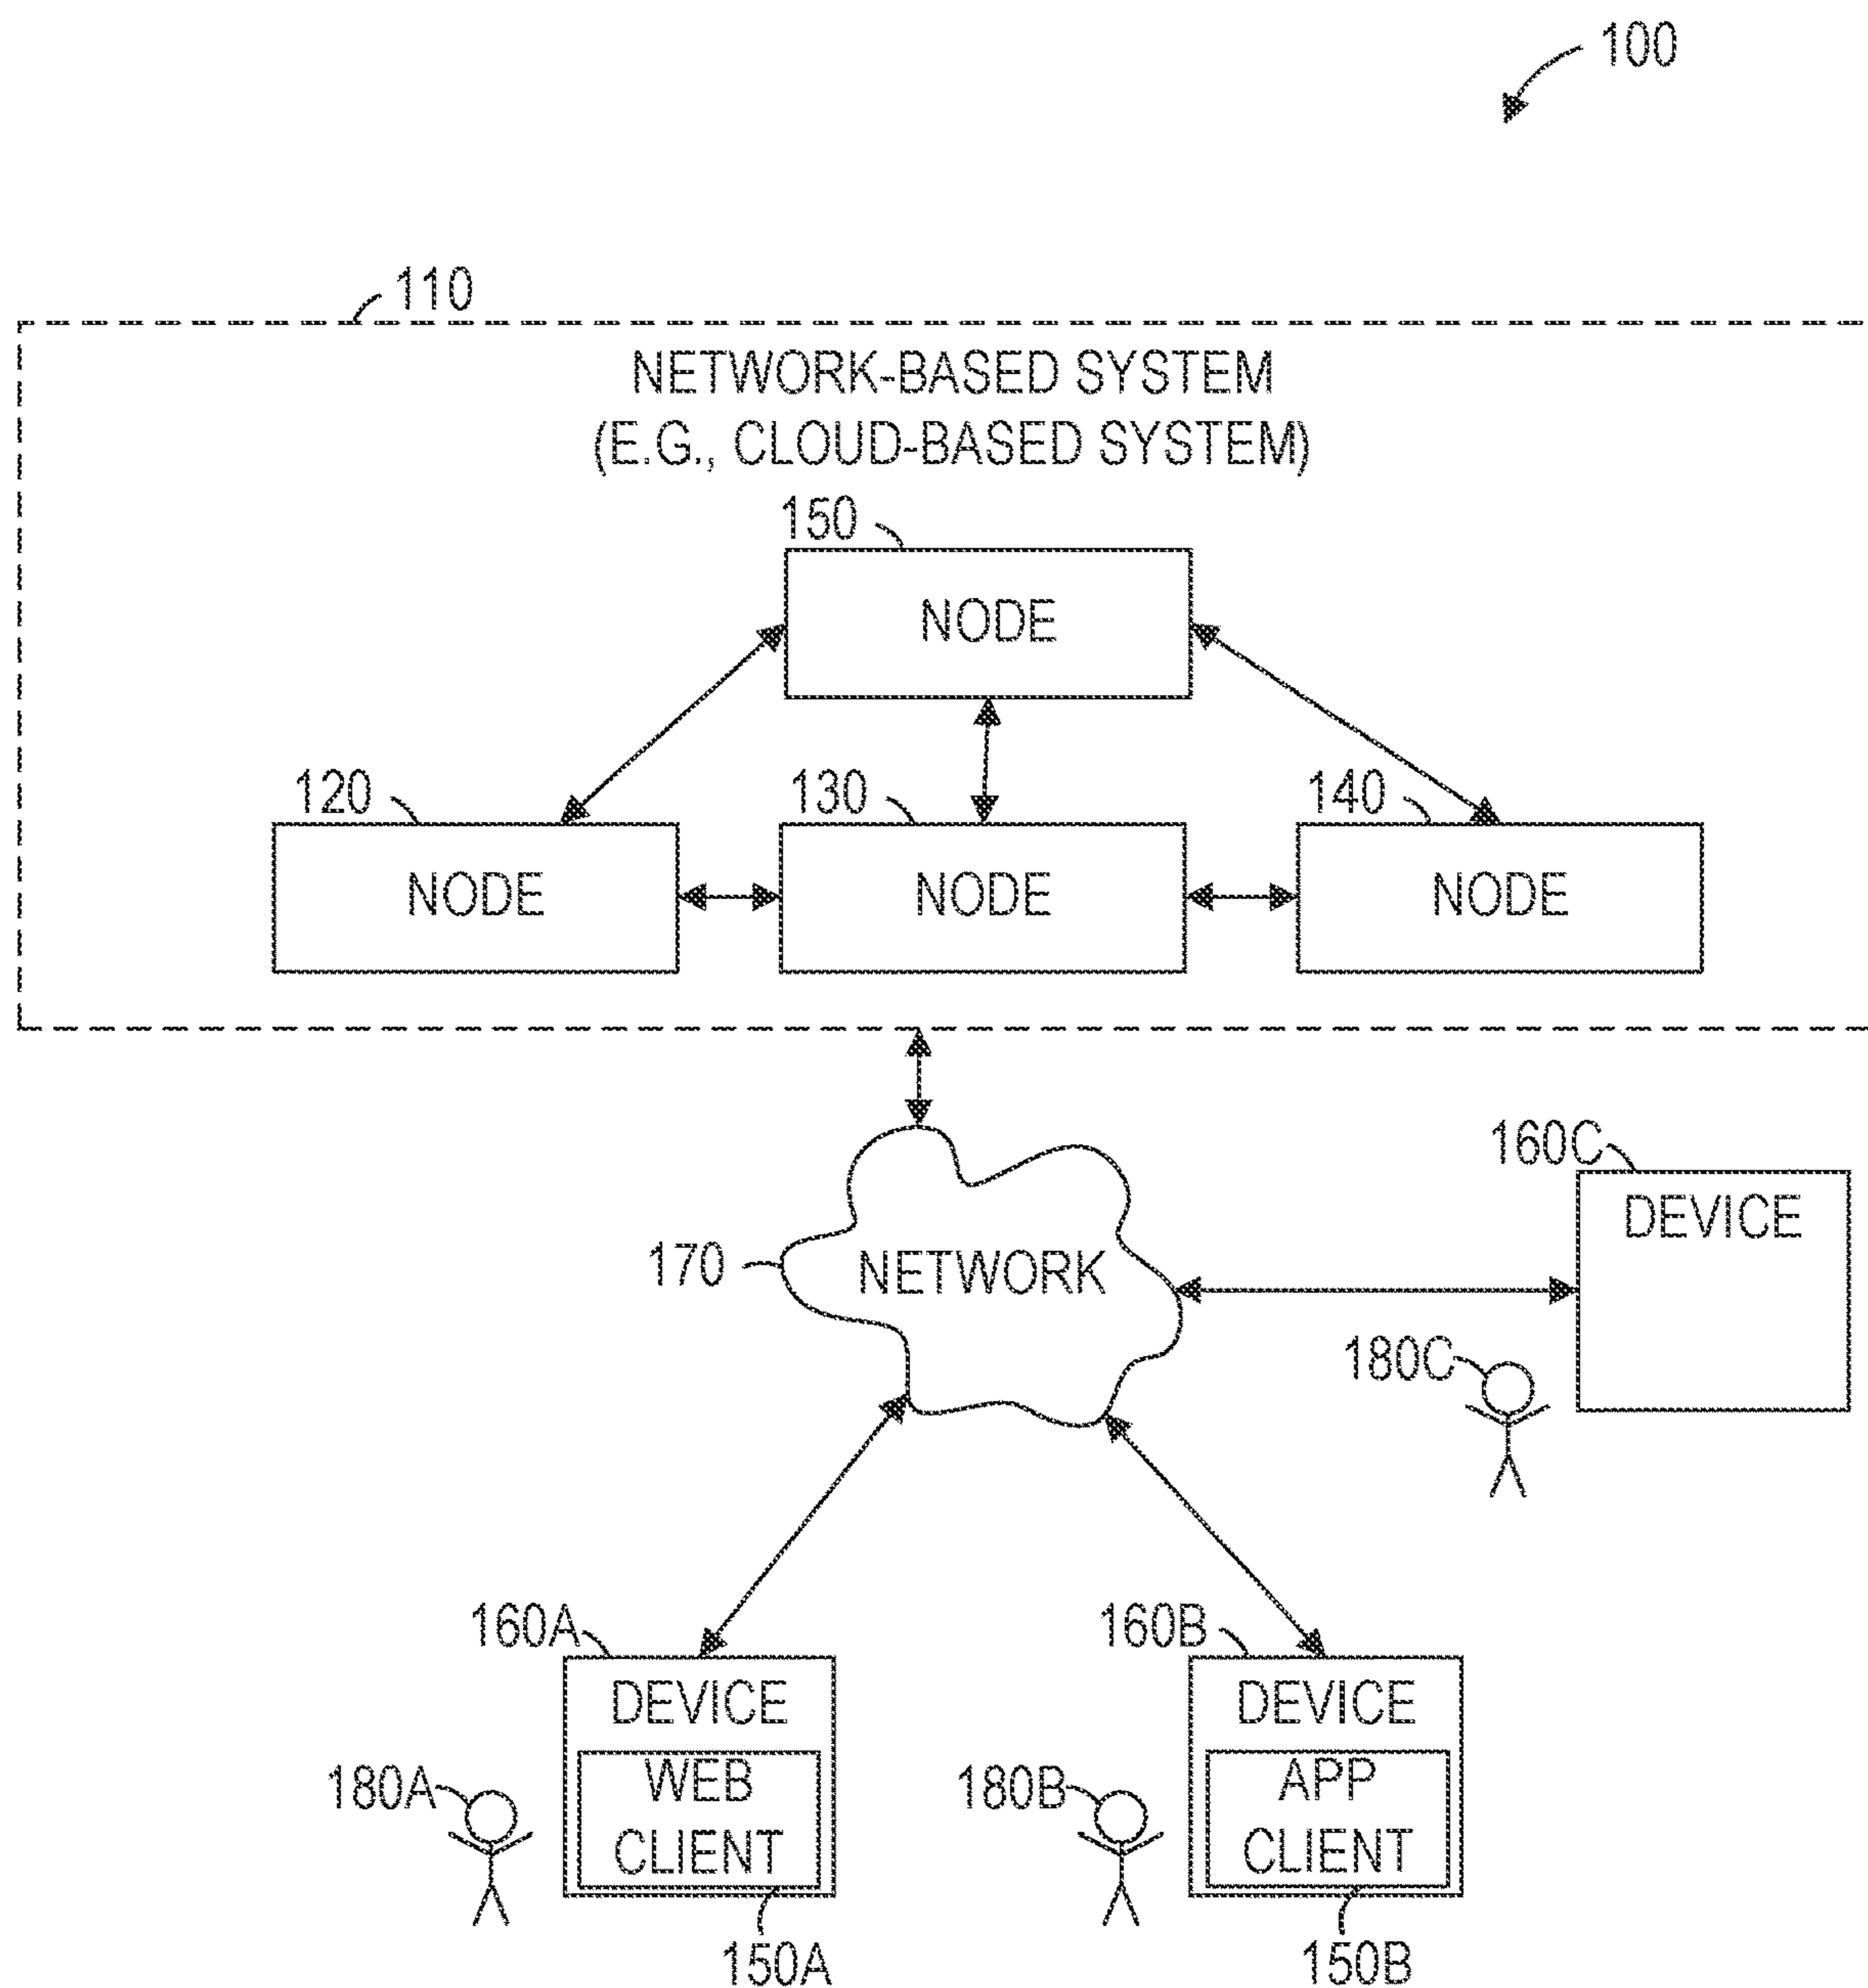 100
110
NETWORK-BASED SYSTEM
(E.G., CLOUD-BASED SYSTEM)
150
NODE
120
130
140
NODE
NODE
NODE
160C
DEVICE
170
NETWORK
180C
160A
160B
DEVICE
DEVICE
180A
WEB
CLIENT
180B
APP
CLIENT
150A
150B